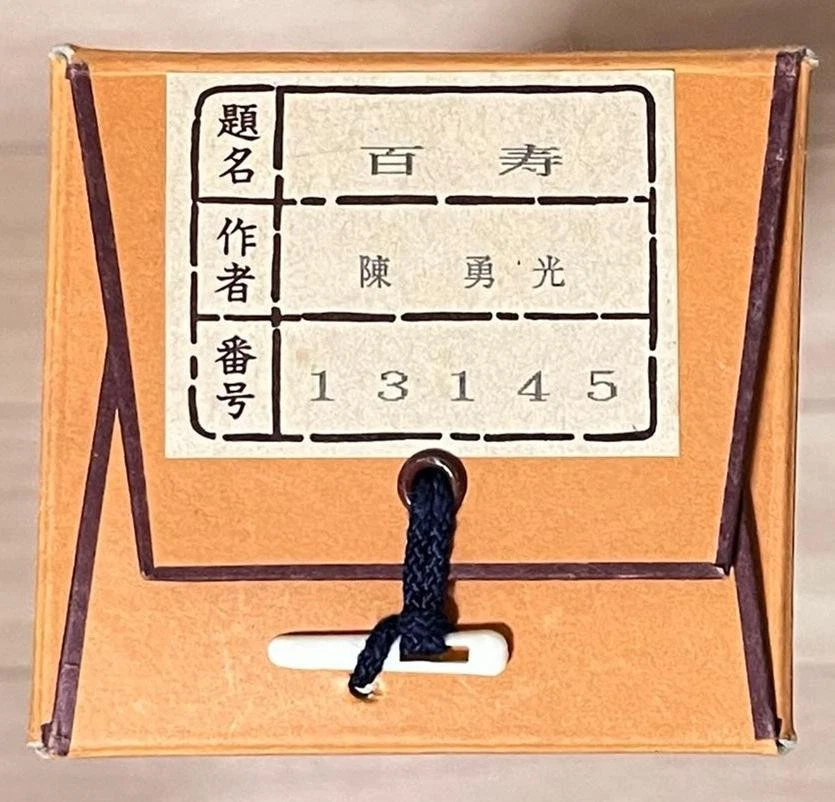 題名 百 寿
作者 陳 勇光
番号 13145